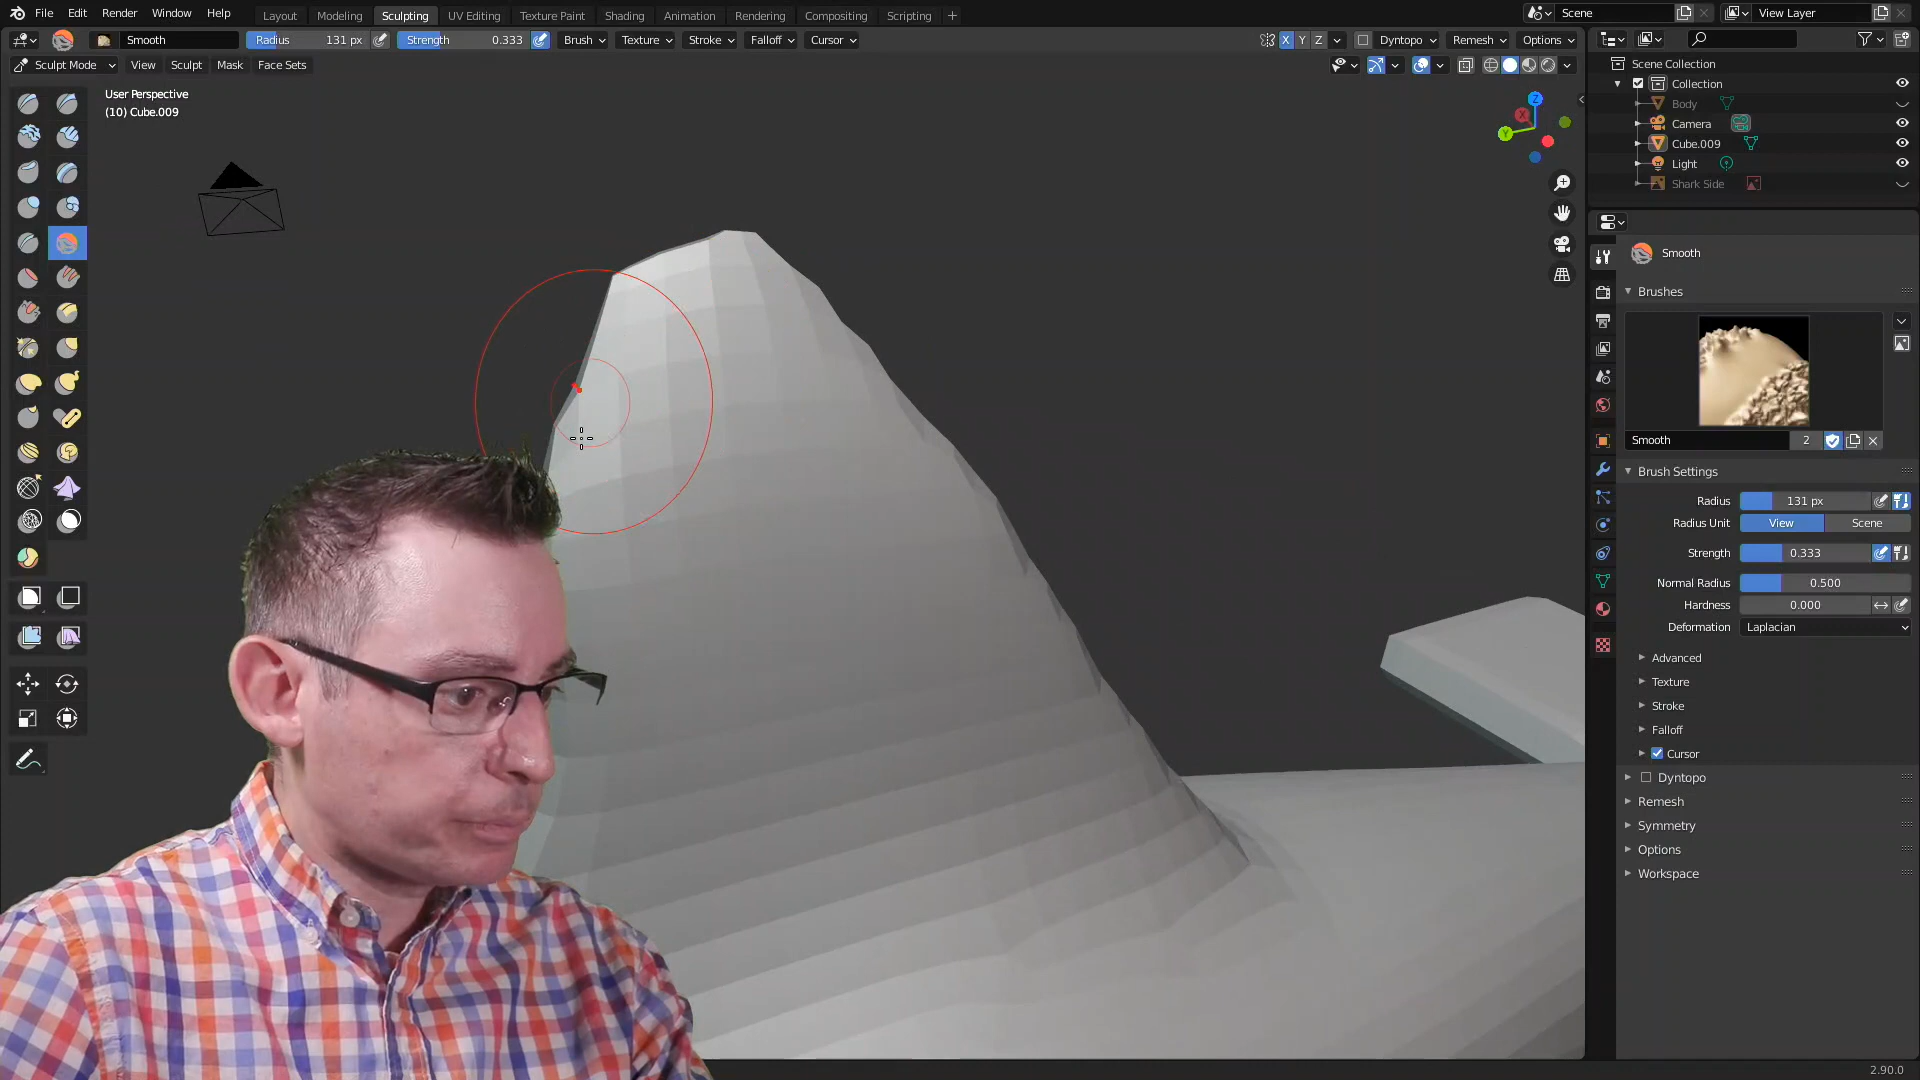 File Edit Render Window Help Layout Modeling Sculpting UV Editing Texture Paint Shading Animation Rendering Compositing Scripting + Scene View Layer
Smooth Radius 131 px Strength 0.333 Brush Texture Stroke Falloff Cursor X Y Z Dyntopo Remesh Options
Sculpt Mode View Sculpt Mask Face Sets
User Perspective
(10) Cube.009
Z
X
Y
Scene Collection
Collection
Body
Camera
Cube.009
Light
Shark Side
Smooth
Brushes
Smooth 2
Brush Settings
Radius 131 px
Radius Unit View Scene
Strength 0.333
Normal Radius 0.500
Hardness 0.000
Deformation Laplacian
Advanced
Texture
Stroke
Falloff
Cursor
Dyntopo
Remesh
Symmetry
Options
Workspace
2.90.0